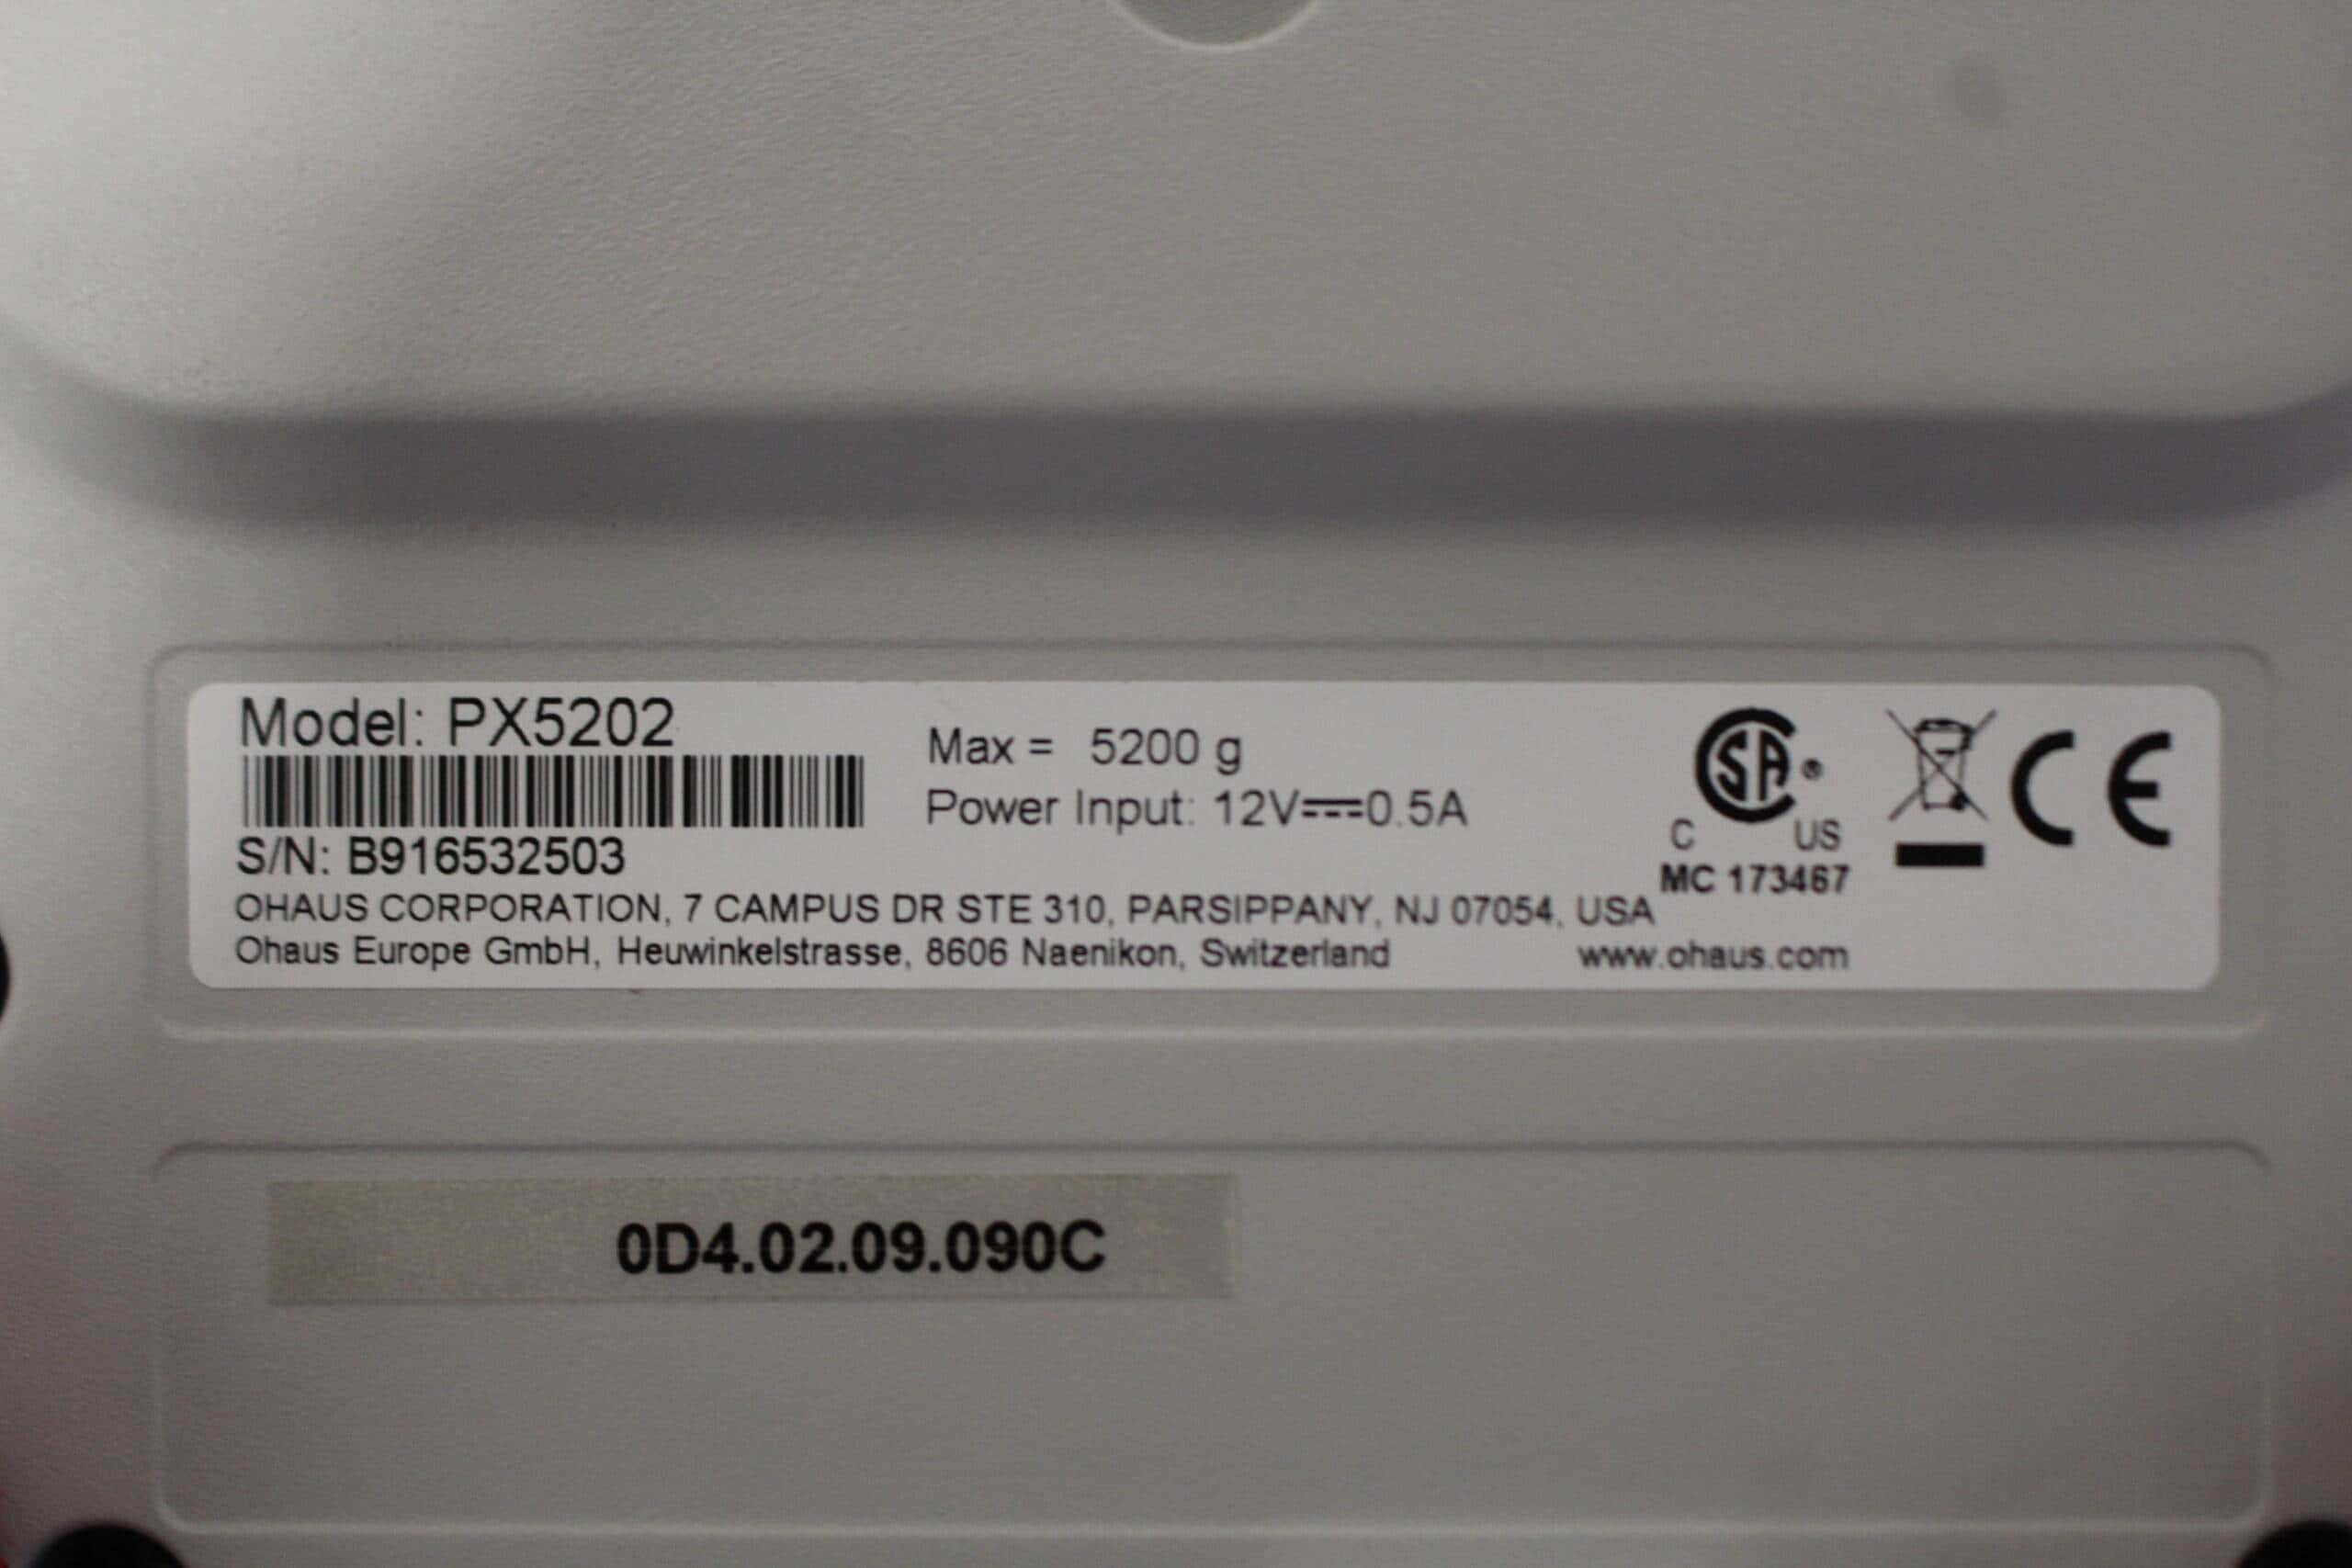 Model: PX5202
Max = 5200 g
Power Input: 12V⎓0.5A
S/N: B916532503
SA ®
C US
MC 173467
CE
OHAUS CORPORATION, 7 CAMPUS DR STE 310, PARSIPPANY, NJ 07054, USA
Ohaus Europe GmbH, Heuwinkelstrasse, 8606 Naenikon, Switzerland www.ohaus.com
0D4.02.09.090C